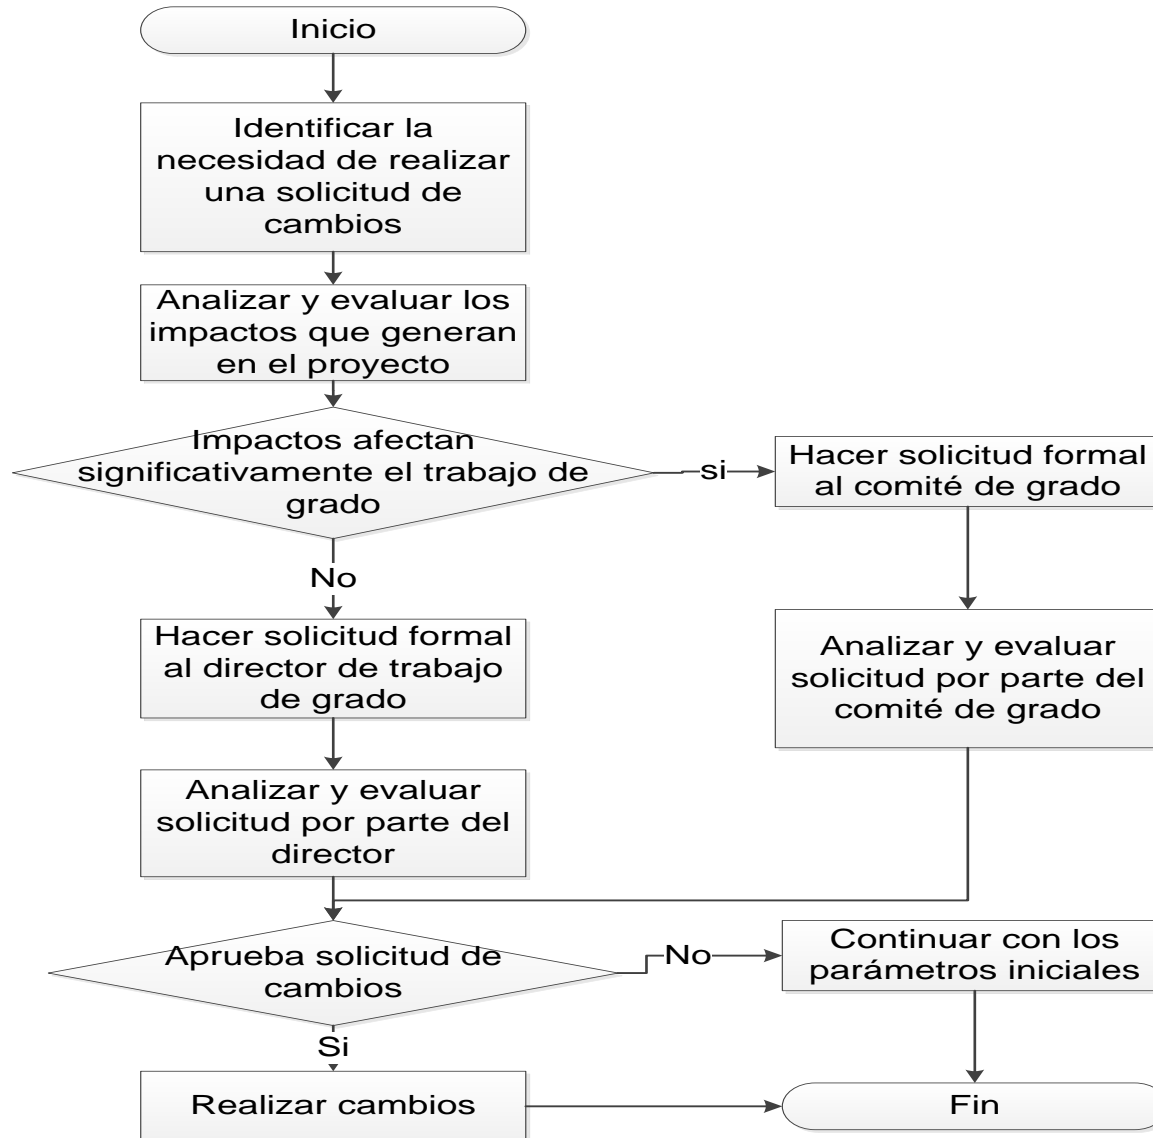 Inicio
Identificar la
necesidad de realizar
una solicitud de
cambios
Analizar y evaluar los
impactos que generan
en el proyecto
Impactos afectan
significativamente el trabajo de
grado
si
Hacer solicitud formal
al comité de grado
No
Hacer solicitud formal
al director de trabajo
de grado
Analizar y evaluar
solicitud por parte del
comité de grado
Analizar y evaluar
solicitud por parte del
director
Aprueba solicitud de
cambios
No
Continuar con los
parámetros iniciales
Si
Realizar cambios
Fin